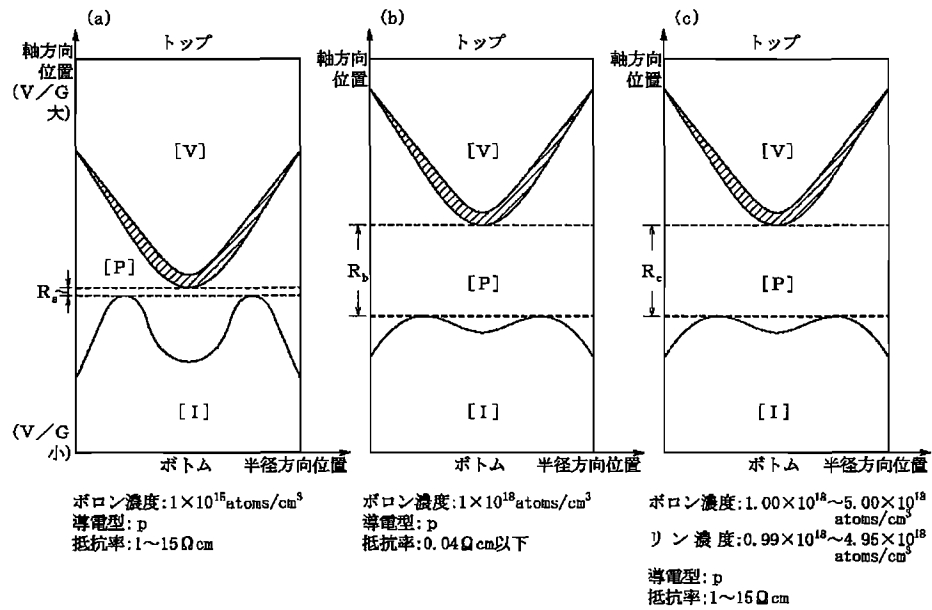 (a)
トップ
軸方向
位置
(V/G
大)
[V]
[P]
Ra
[I]
(V/G
小)
ボトム
半径方向位置
ボロン濃度:1×10¹⁵atoms/cm³
導電型:p
抵抗率:1~15Ωcm
(b)
トップ
軸方向
位置
[V]
Rb
[P]
[I]
ボトム
半径方向位置
ボロン濃度:1×10¹⁸atoms/cm³
導電型:p
抵抗率:0.04Ωcm以下
(c)
トップ
軸方向
位置
[V]
Rc
[P]
[I]
ボトム
半径方向位置
ボロン濃度:1.00×10¹⁸~5.00×10¹⁸
atoms/cm³
リン濃度:0.99×10¹⁸~4.95×10¹⁸
atoms/cm³
導電型:p
抵抗率:1~15Ωcm